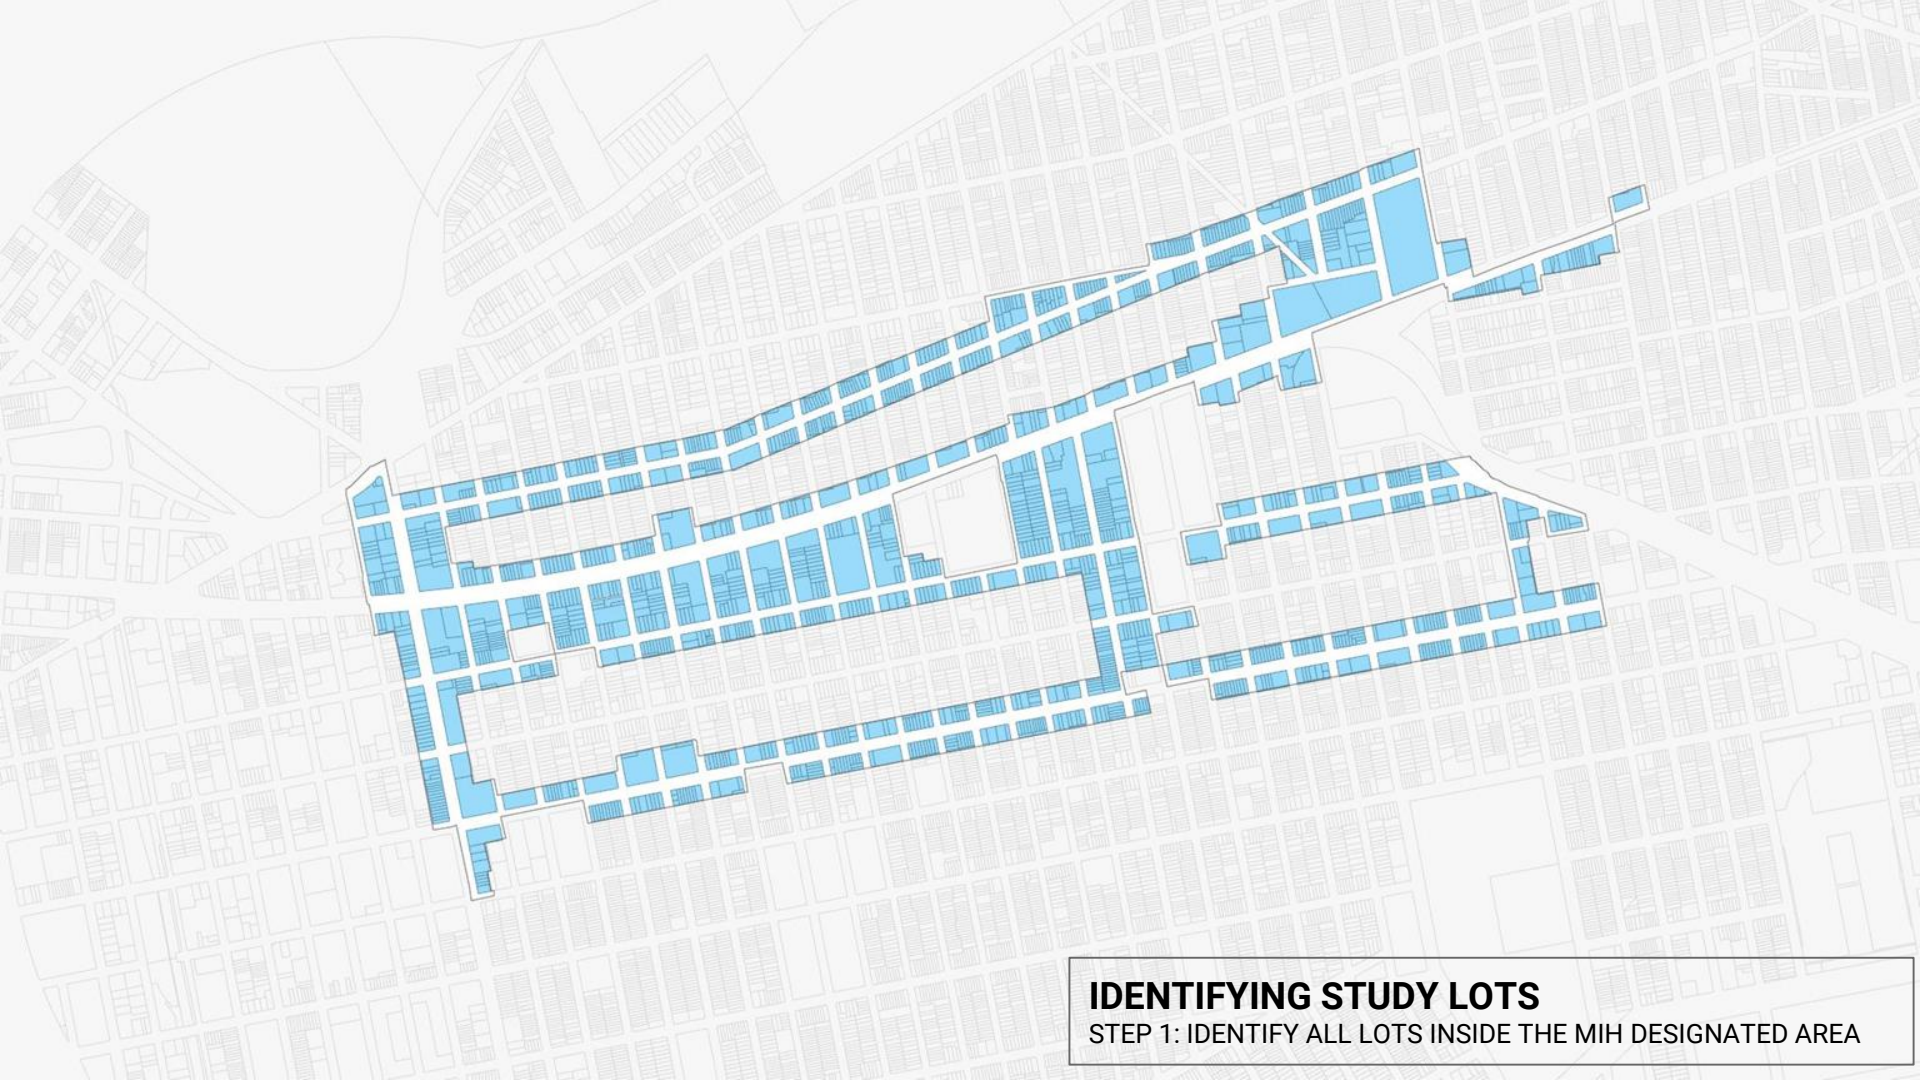 IDENTIFYING STUDY LOTS
STEP 1: IDENTIFY ALL LOTS INSIDE THE MIH DESIGNATED AREA